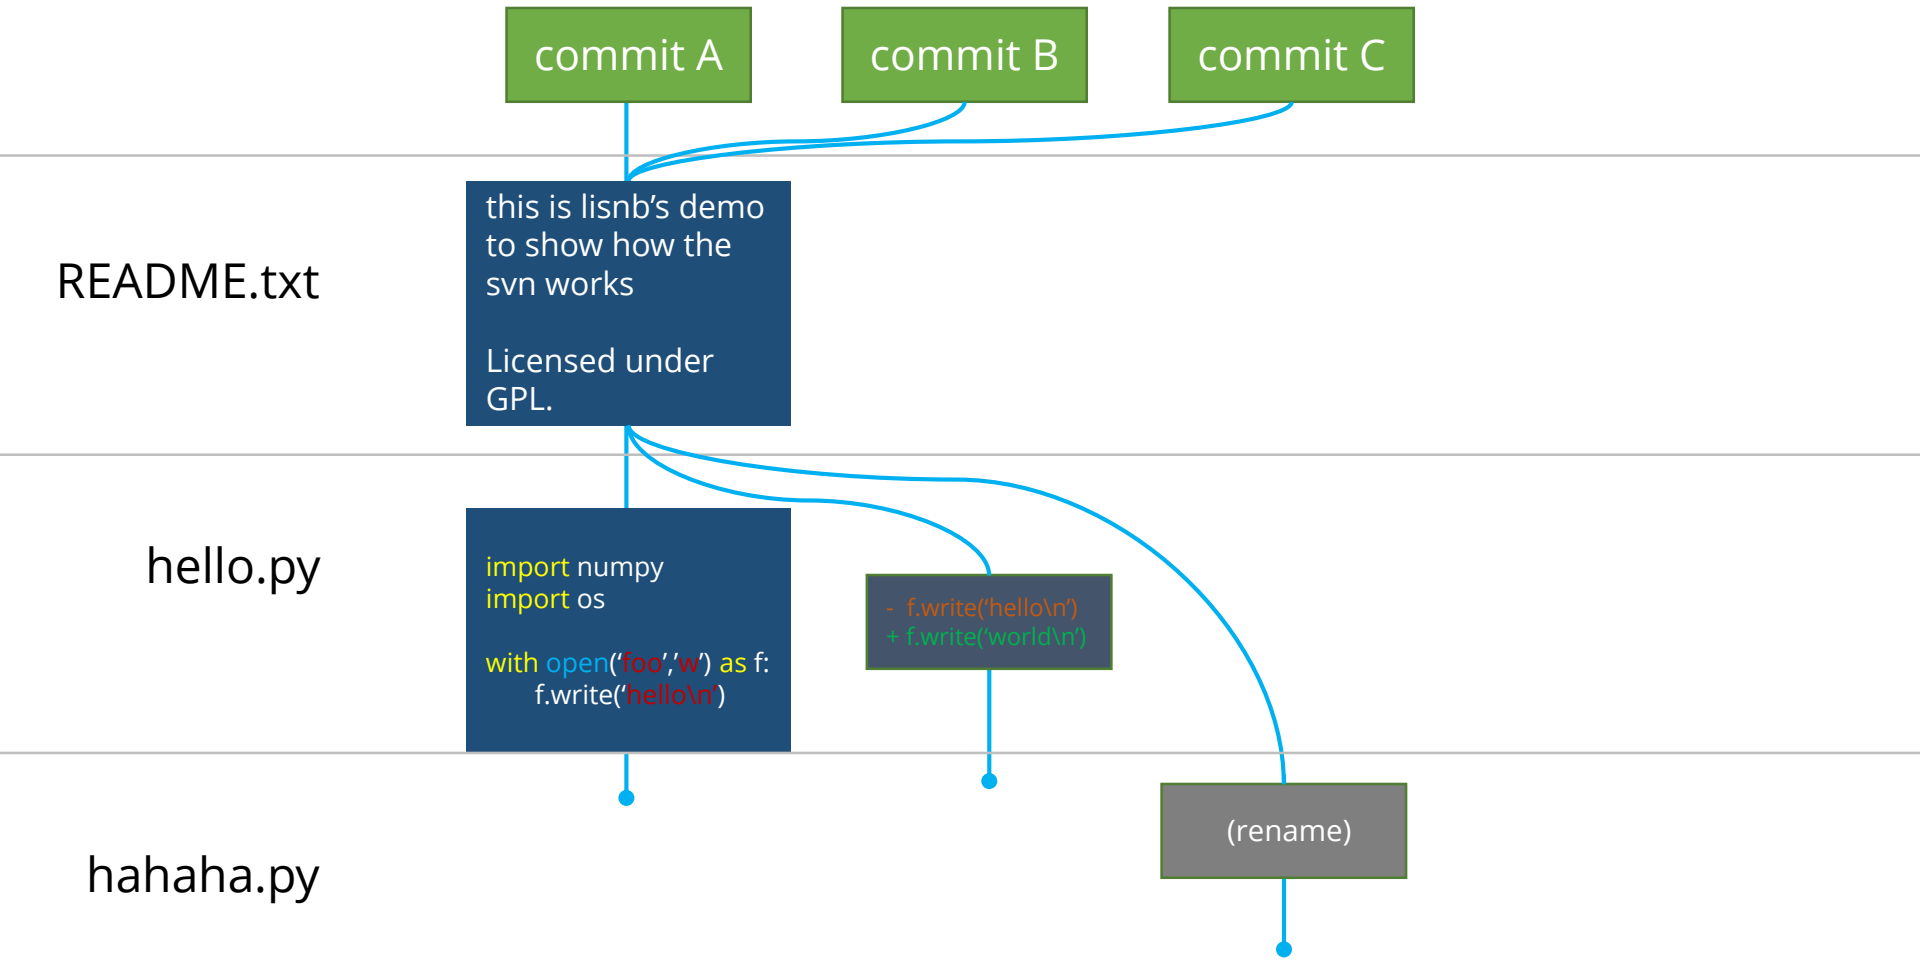 commit A
commit B
commit C
README.txt
this is lisnb’s demo
to show how the
svn works
Licensed under
GPL.
hello.py
import numpy
import os
with open(‘foo’,’w’) as f:
f.write(‘hello\n’)
- f.write(‘hello\n’)
+ f.write(‘world\n’)
hahaha.py
(rename)